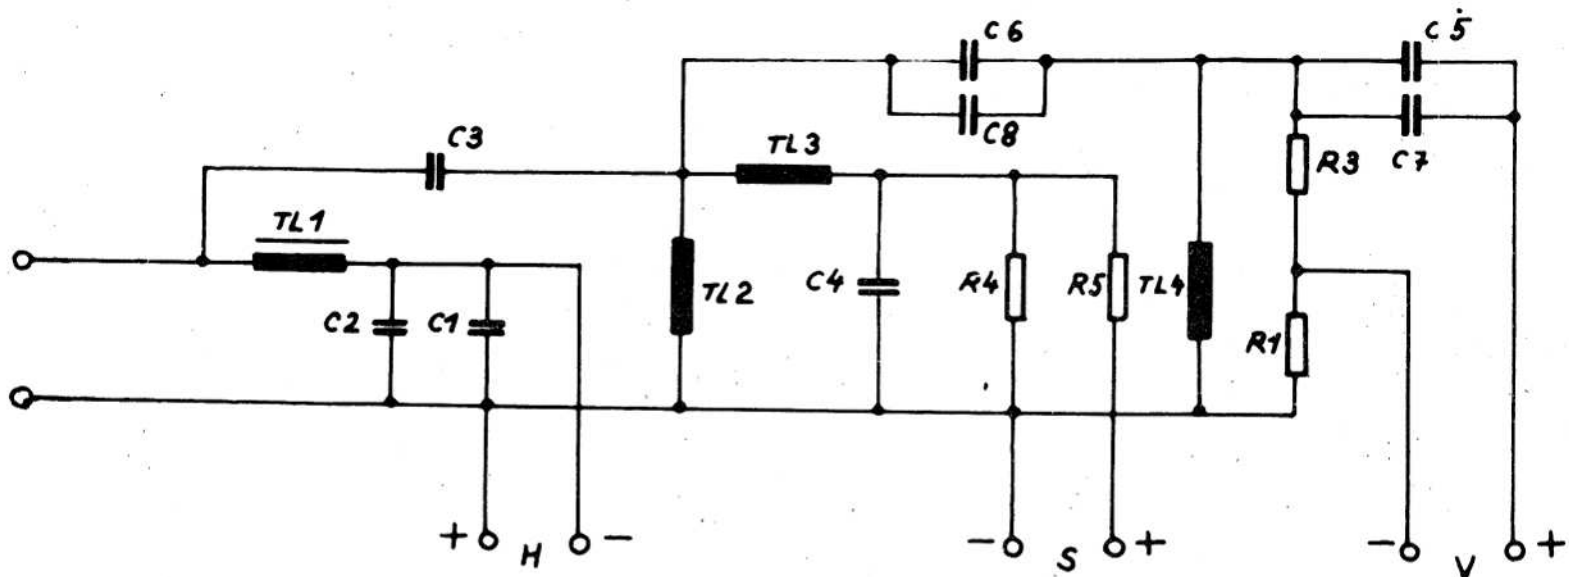 C6
C5
C8
C3
TL3
R3
C7
TL1
TL2
C4
R4
R5
TL4
C2
C1
R1
+ H -
- S +
- V +